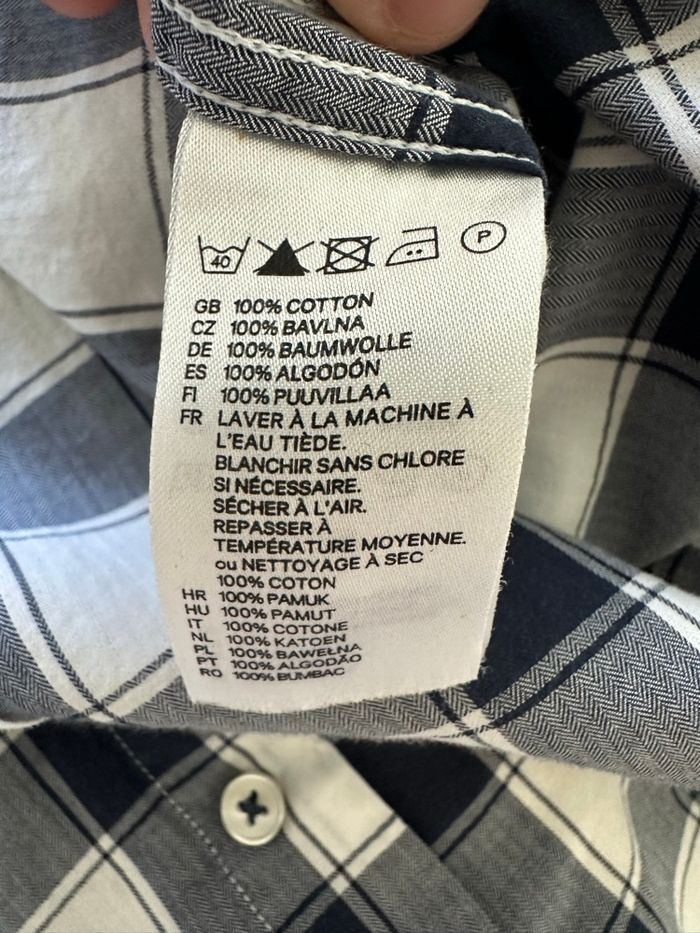 40 P
GB 100% COTTON
CZ 100% BAVLNA
DE 100% BAUMWOLLE
ES 100% ALGODÓN
FI 100% PUUVILLAA
FR LAVER À LA MACHINE À
L'EAU TIÈDE.
BLANCHIR SANS CHLORE
SI NÉCESSAIRE.
SÉCHER À L'AIR.
REPASSER À
TEMPÉRATURE MOYENNE.
ou NETTOYAGE À SEC
100% COTON
HR 100% PAMUK
HU 100% PAMUT
IT 100% COTONE
NL 100% KATOEN
PL 100% BAWEŁNA
PT 100% ALGODÃO
RO 100% BUMBAC